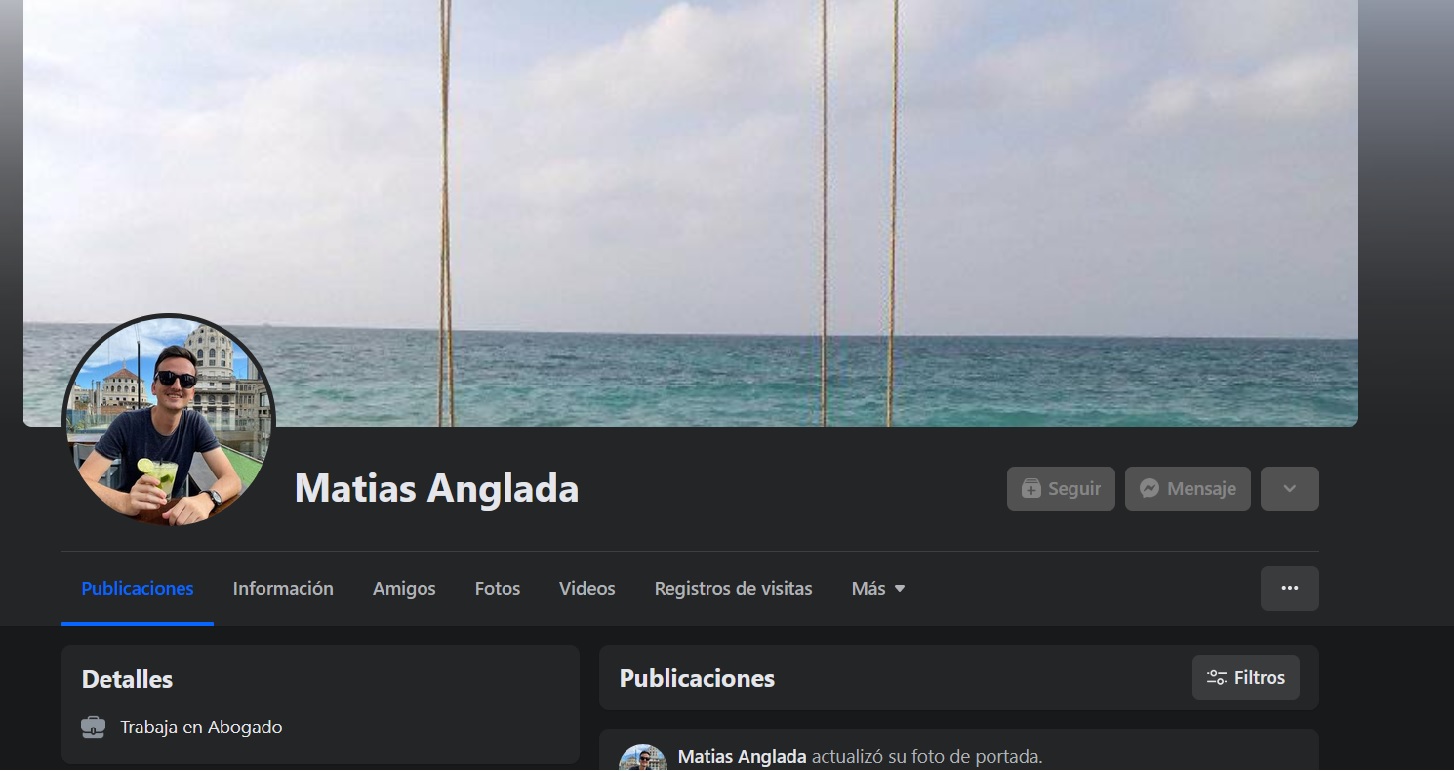 Matias Anglada
Seguir
Mensaje
Publicaciones
Información
Amigos
Fotos
Videos
Registros de visitas
Más
Detalles
Trabaja en Abogado
Publicaciones
Filtros
Matias Anglada actualizó su foto de portada.